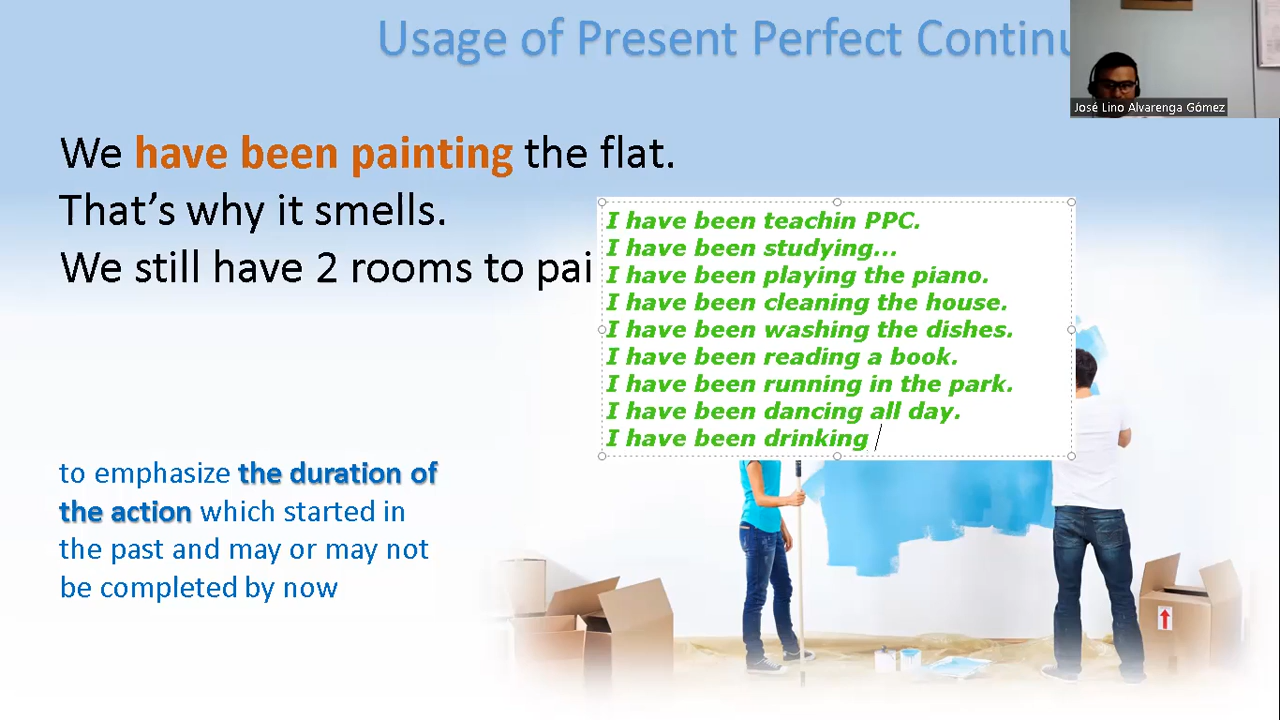 Usage of Present Perfect Continu
José Lino Alvarenga Gómez
We have been painting the flat.
That's why it smells.
We still have 2 rooms to pai
I have been teachin PPC.
I have been studying...
I have been playing the piano.
I have been cleaning the house.
I have been washing the dishes.
I have been reading a book.
I have been running in the park.
I have been dancing all day.
I have been drinking
to emphasize the duration of
the action which started in
the past and may or may not
be completed by now